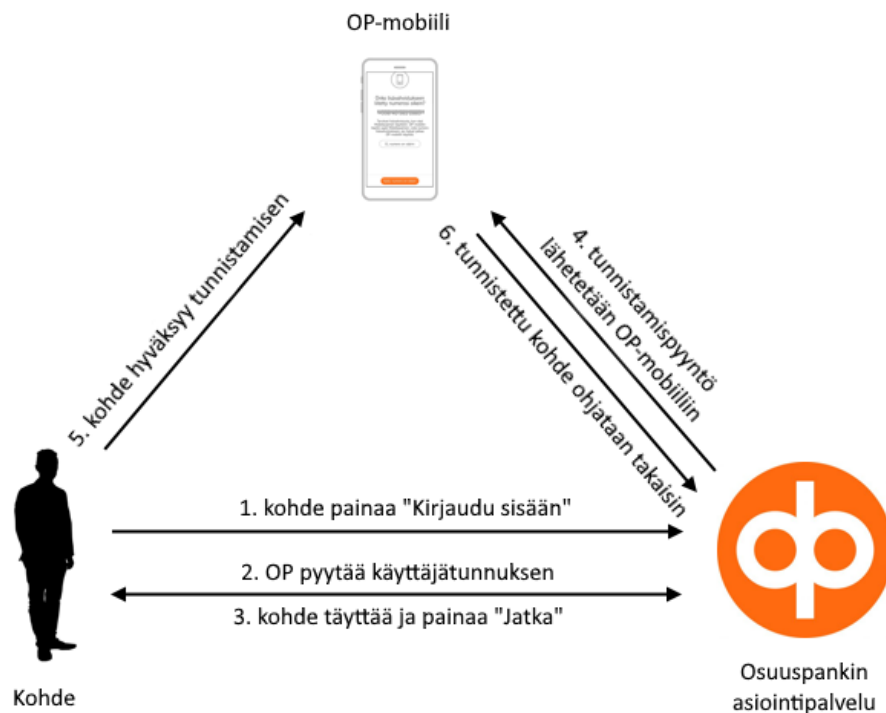 OP-mobiili
5. kohde hyväksyy tunnistamisen
6. tunnistettu kohde ohjataan takaisin
4. tunnistamispyyntö
lähetetään OP-mobiiliin
1. kohde painaa "Kirjaudu sisään"
2. OP pyytää käyttäjätunnuksen
3. kohde täyttää ja painaa "Jatka"
Kohde
Osuuspankin
asiointipalvelu